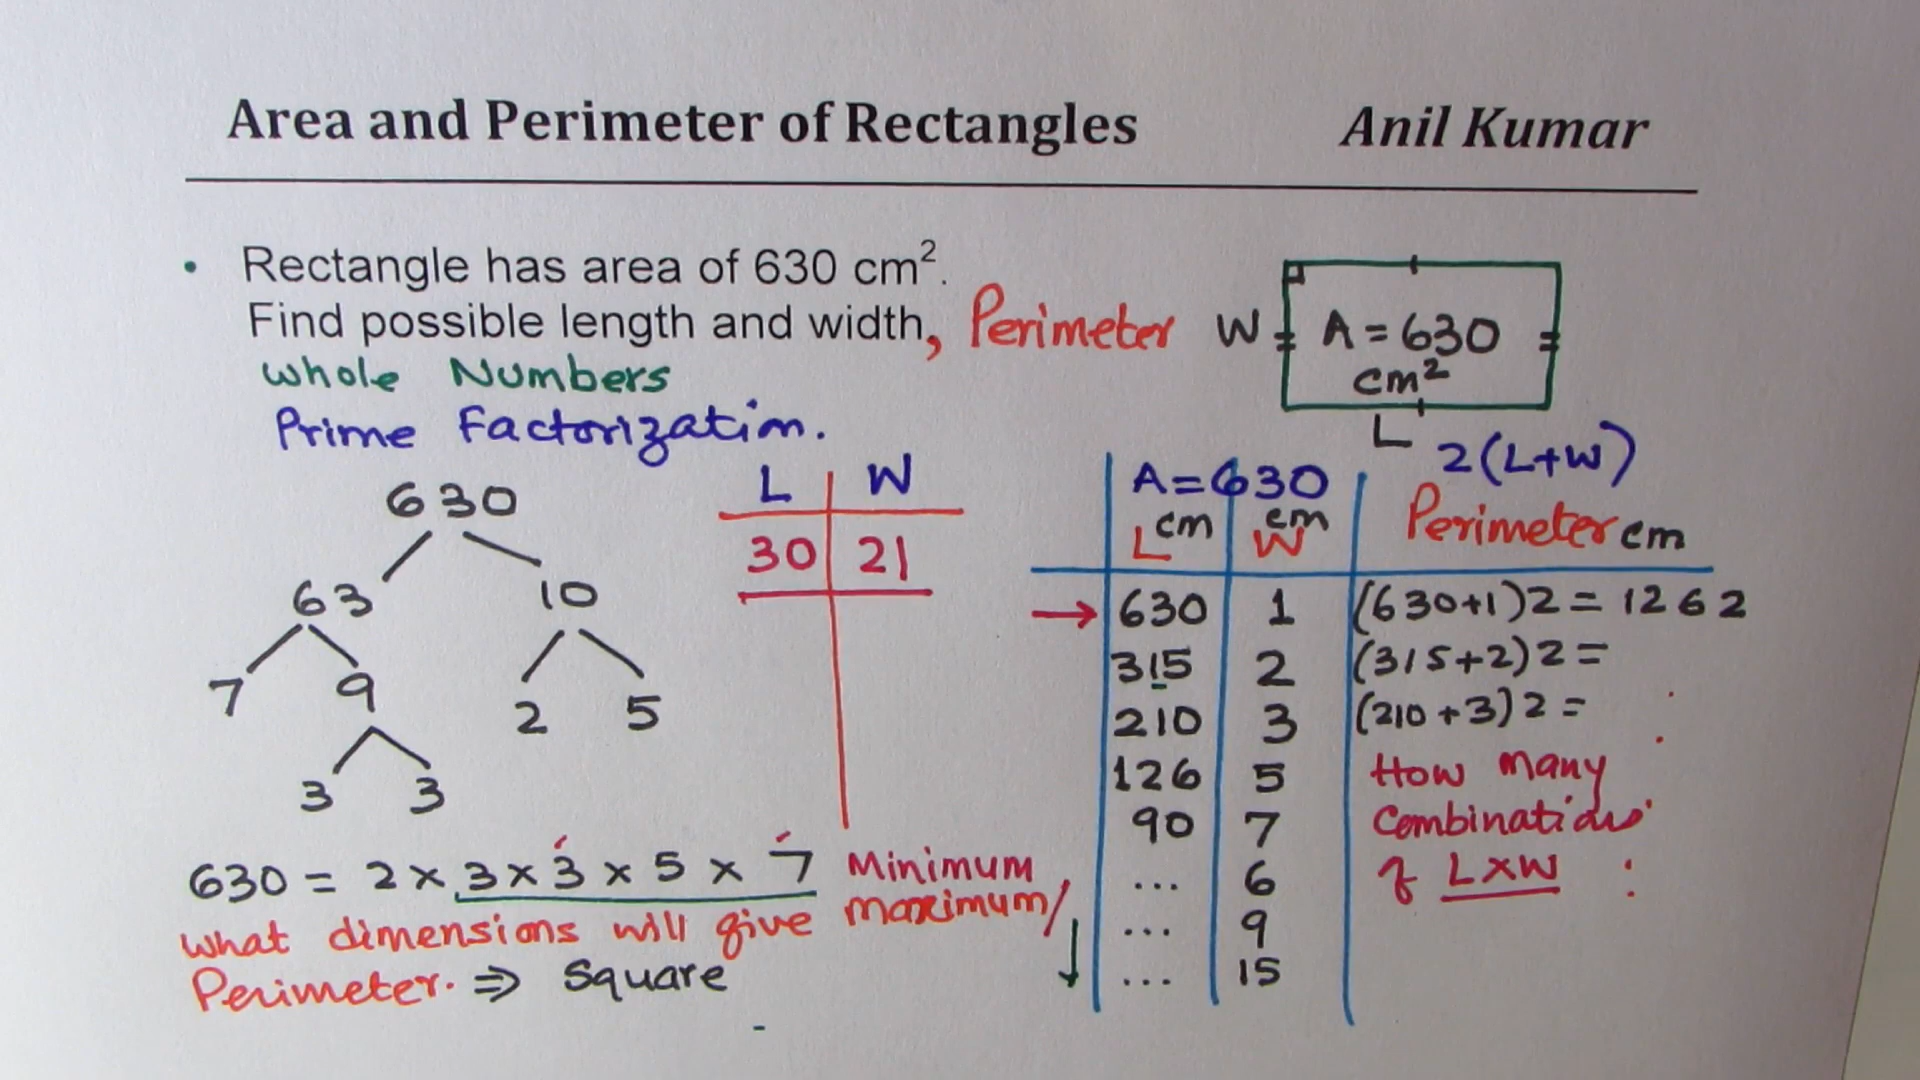 Area and Perimeter of Rectangles Anil Kumar
• Rectangle has area of 630 cm².
Find possible length and width, Perimeter
Whole Numbers
Prime Factorization.
W A = 630
cm²
L
630
63 10
7 9 2 5
3 3
630 = 2 × 3 × 3 × 5 × 7
What dimensions will give Minimum
maximum/
Perimeter. ⇒ Square
L W
30 21
A = 630 2(L+W)
L cm W cm Perimeter cm
→ 630 1 (630+1)2 = 1262
315 2 (315+2)2 =
210 3 (210+3)2 =
126 5 How many
90 7 Combinations
... 6 of L×W
... 9
... 15